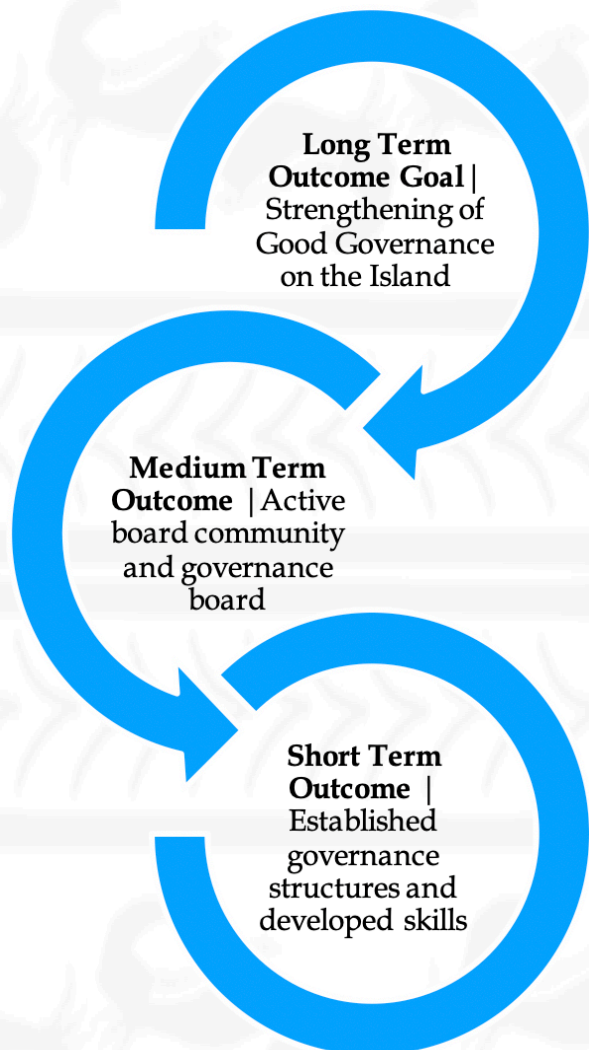 Long Term
Outcome Goal|
Strengthening of
Good Governance
on the Island
Medium Term
Outcome |Active
board community
and governance
board
Short Term
Outcome |
Established
governance
structures and
developed skills